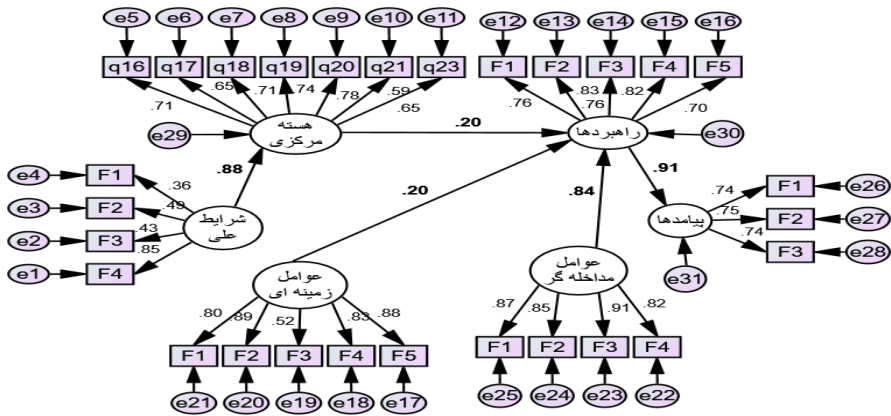 e5 e6 e7 e8 e9 e10 e11 e12 e13 e14 e15 e16
q16 q17 q18 q19 q20 q21 q23 F1 F2 F3 F4 F5
.71 .65 .71 .74 .78 .59 .65 .76 .83 .76 .82 .70
e29
هسته
مرکزی
.20
راهبردها
e30
.88
.20
.84
.91
e4 F1 .36
e3 F2 .49
e2 F3 .43
e1 F4 .85
شرایط
علی
پیامدها
.74 F1 e26
.75 F2 e27
.74 F3 e28
e31
عوامل
زمینه ای
عوامل
مداخله گر
.80 .89 .52 .83 .88
.87 .85 .91 .82
F1 F2 F3 F4 F5
F1 F2 F3 F4
e21 e20 e19 e18 e17
e25 e24 e23 e22